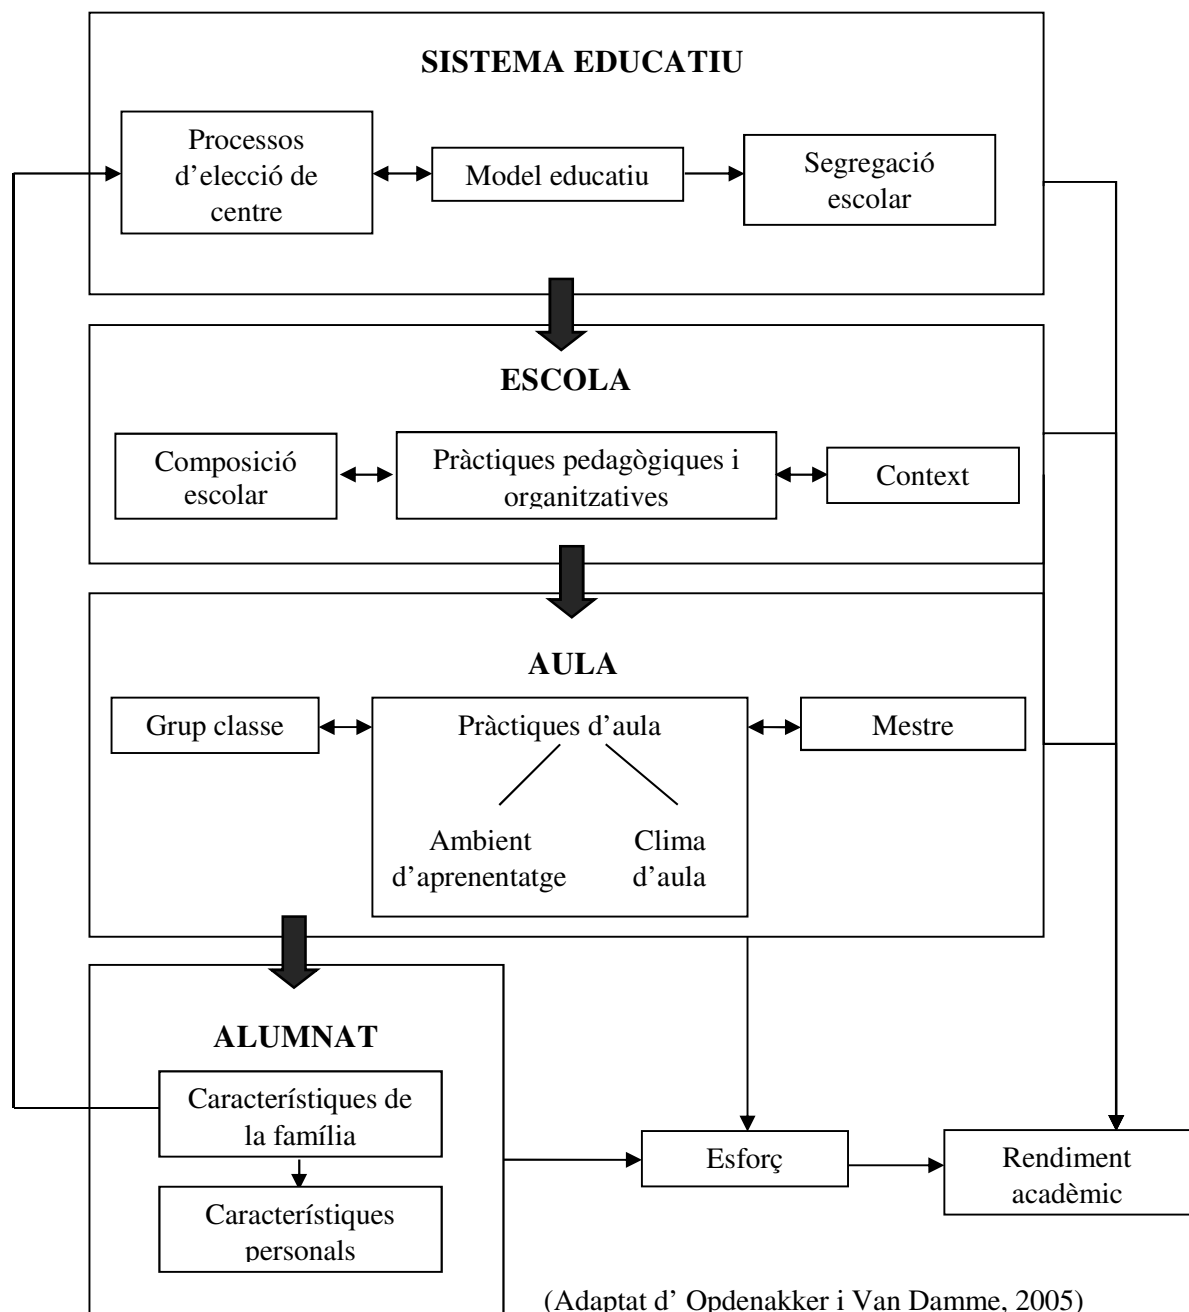 SISTEMA EDUCATIU
Processos
d’elecció de
centre
Model educatiu
Segregació
escolar
ESCOLA
Composició
escolar
Pràctiques pedagògiques i
organitzatives
Context
AULA
Grup classe
Pràctiques d’aula
Mestre
Ambient
d’aprenentatge
Clima
d’aula
ALUMNAT
Característiques de
la família
Característiques
personals
Esforç
Rendiment
acadèmic
(Adaptat d’ Opdenakker i Van Damme, 2005)